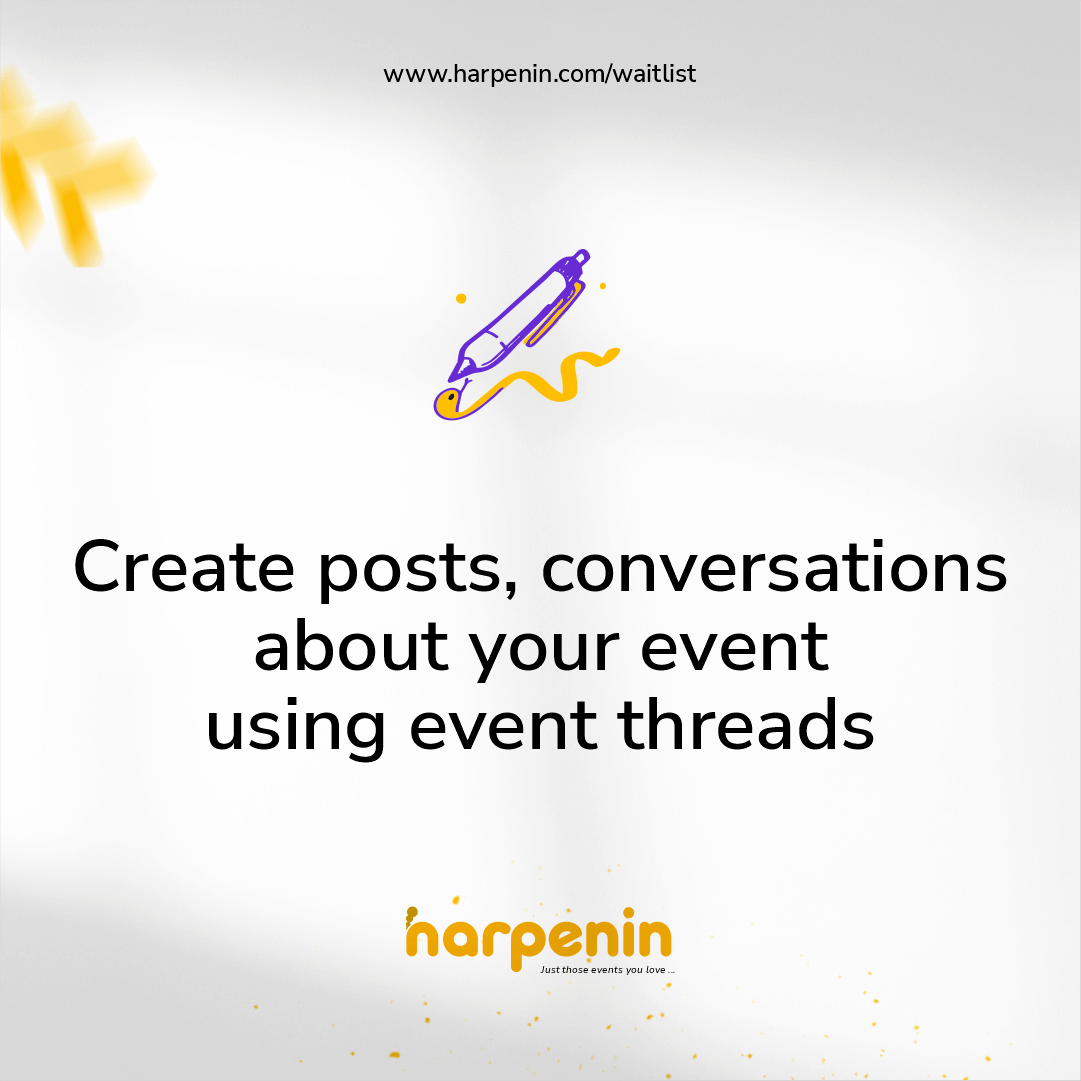 www.harpenin.com/waitlist
Create posts, conversations
about your event
using event threads
harpenin
Just those events you love ...